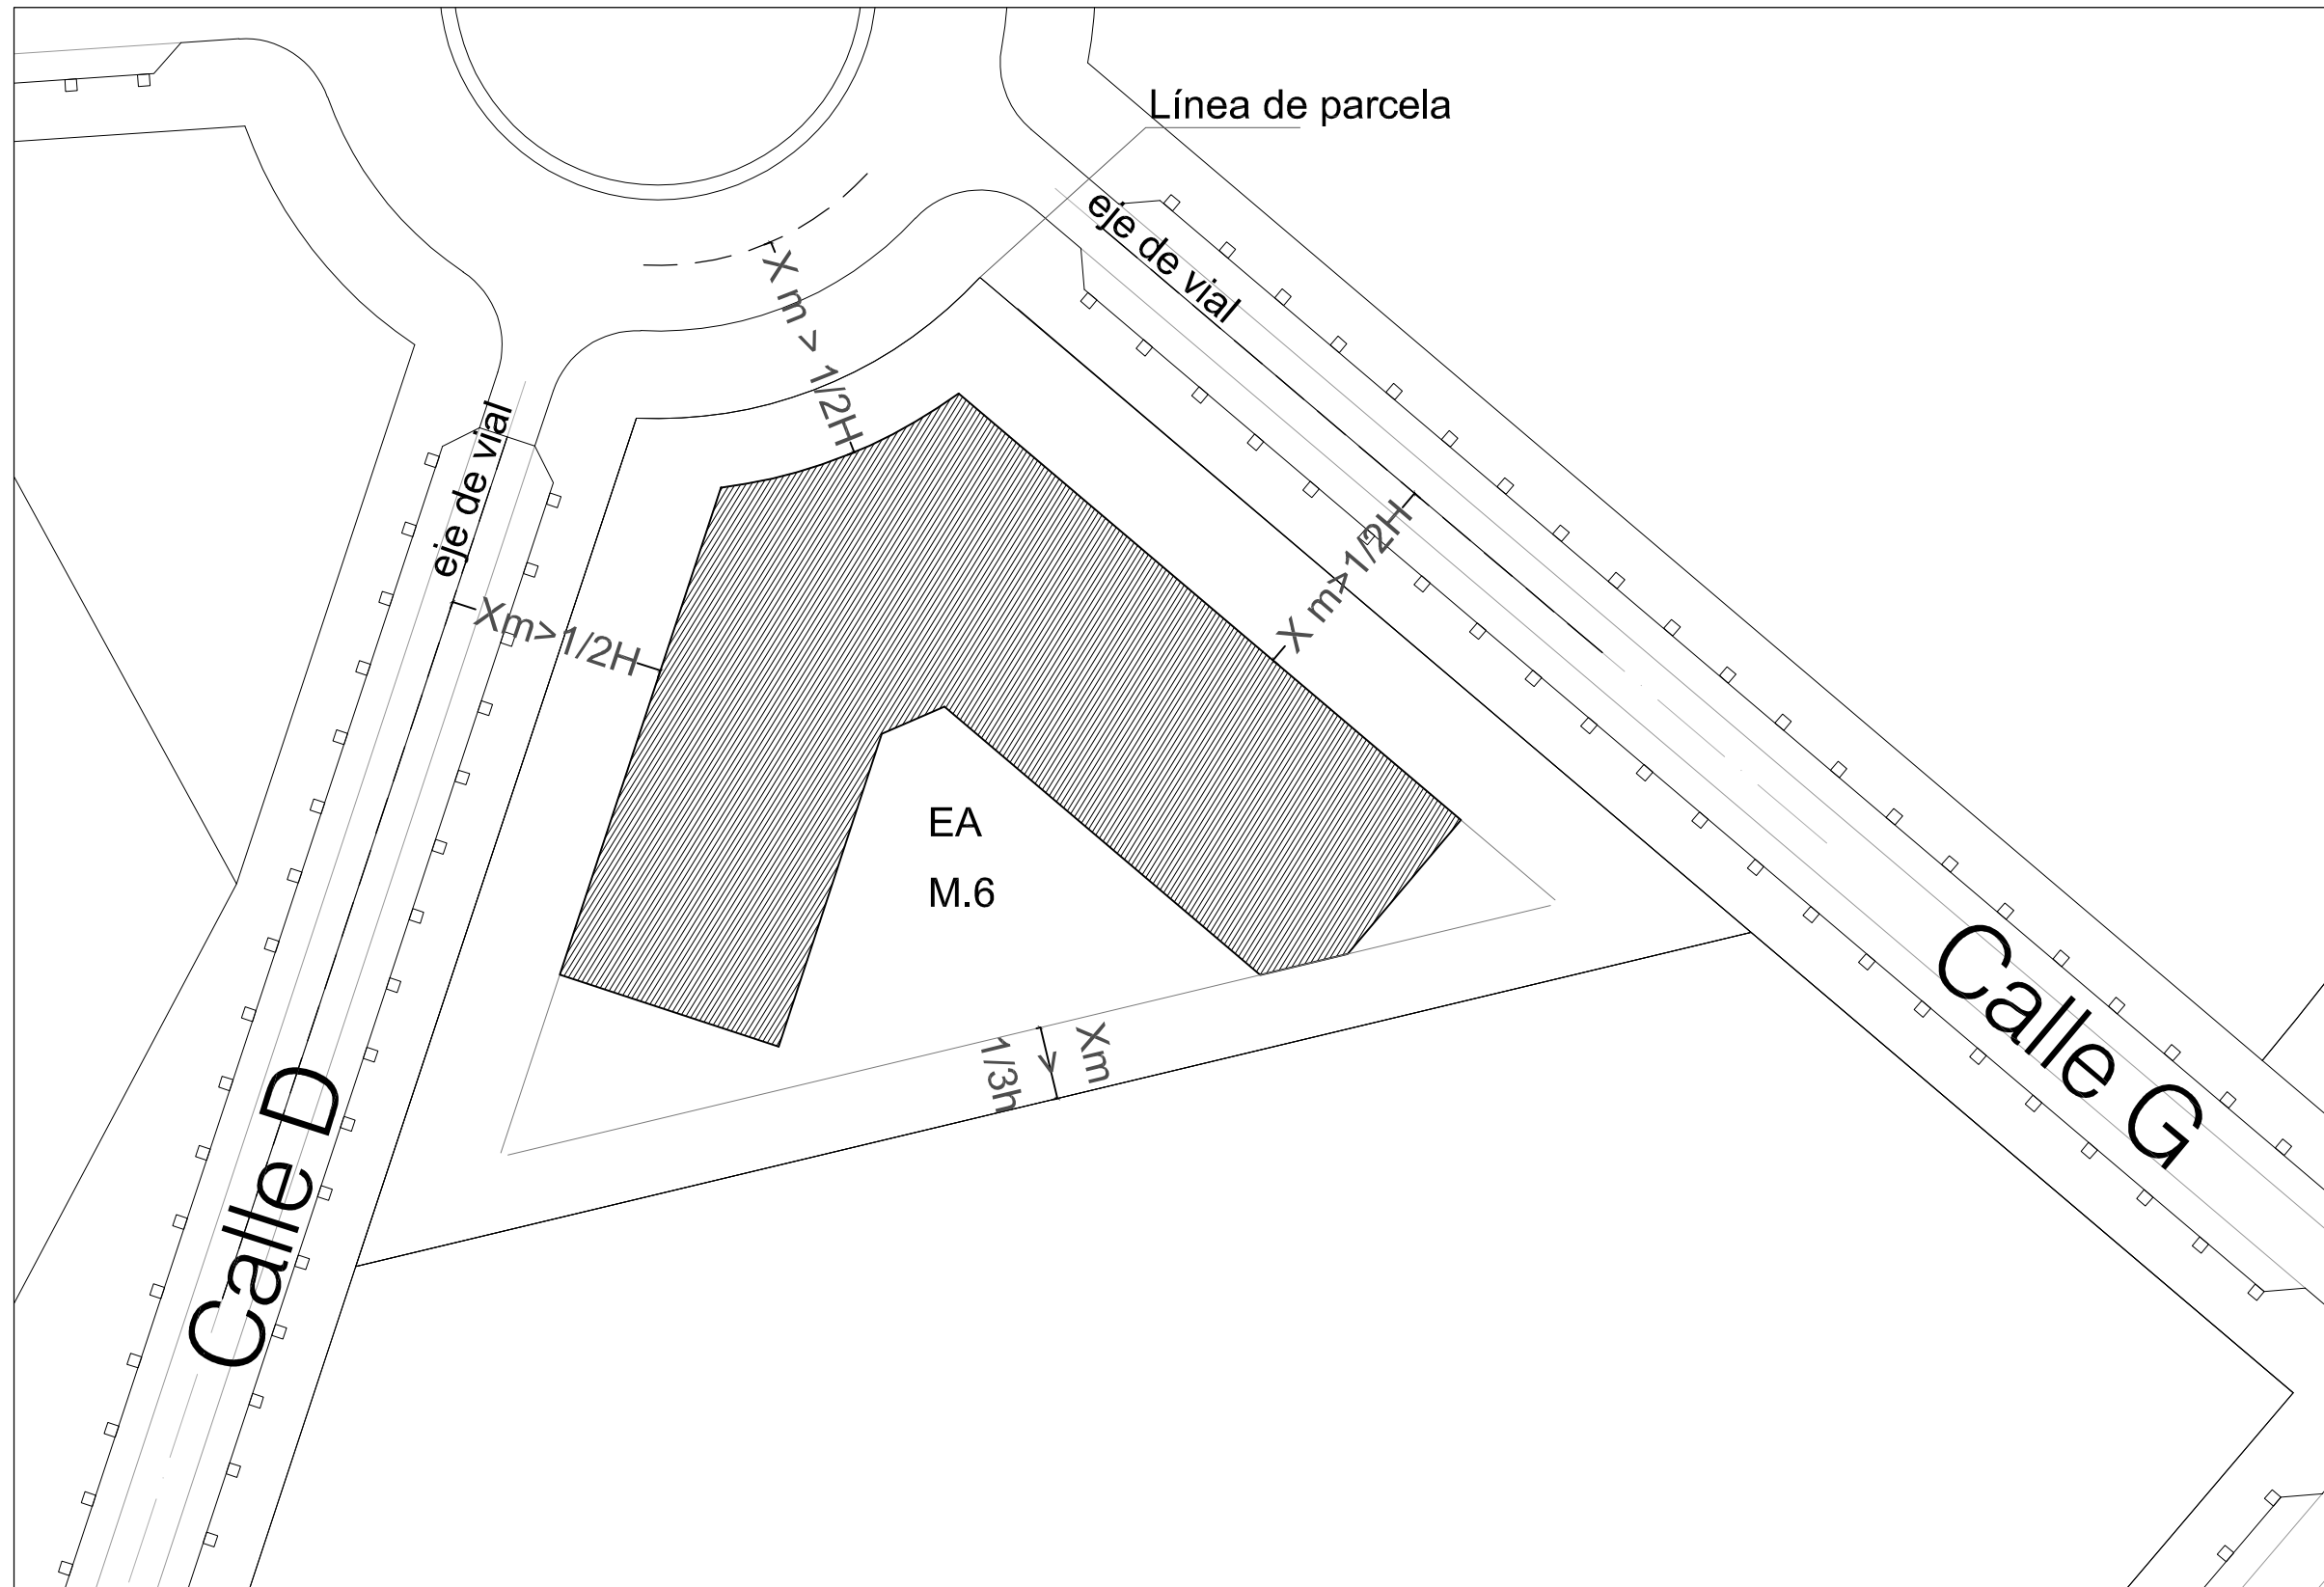 Línea de parcela
eje de vial
X m < 1/2H
eje de vial
X m>1/2H
Xm>1/2H
EA
M.6
Calle G
Xm
1/3h
Calle D